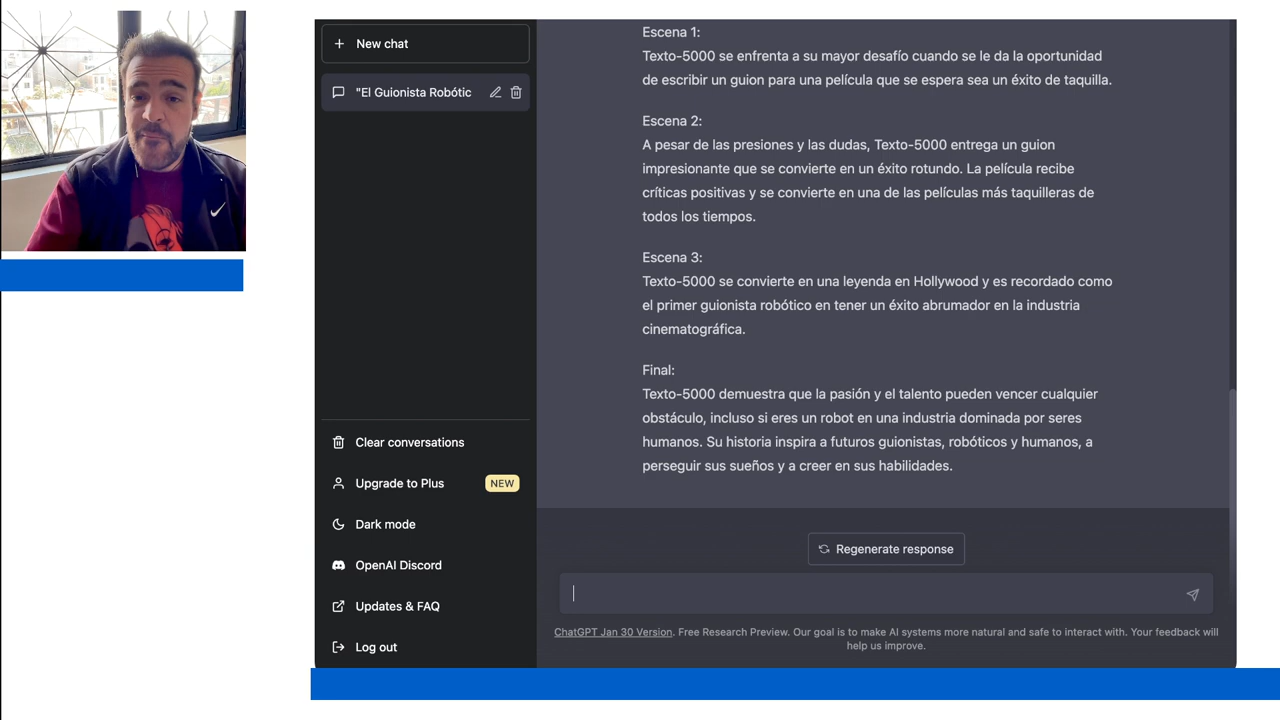 New chat
"El Guionista Robótic
Clear conversations
Upgrade to Plus
NEW
Dark mode
OpenAI Discord
Updates & FAQ
Log out
Escena 1:
Texto-5000 se enfrenta a su mayor desafío cuando se le da la oportunidad
de escribir un guion para una película que se espera sea un éxito de taquilla.
Escena 2:
A pesar de las presiones y las dudas, Texto-5000 entrega un guion
impresionante que se convierte en un éxito rotundo. La película recibe
críticas positivas y se convierte en una de las películas más taquilleras de
todos los tiempos.
Escena 3:
Texto-5000 se convierte en una leyenda en Hollywood y es recordado como
el primer guionista robótico en tener un éxito abrumador en la industria
cinematográfica.
Final:
Texto-5000 demuestra que la pasión y el talento pueden vencer cualquier
obstáculo, incluso si eres un robot en una industria dominada por seres
humanos. Su historia inspira a futuros guionistas, robóticos y humanos, a
perseguir sus sueños y a creer en sus habilidades.
Regenerate response
ChatGPT Jan 30 Version. Free Research Preview. Our goal is to make AI systems more natural and safe to interact with. Your feedback will
help us improve.